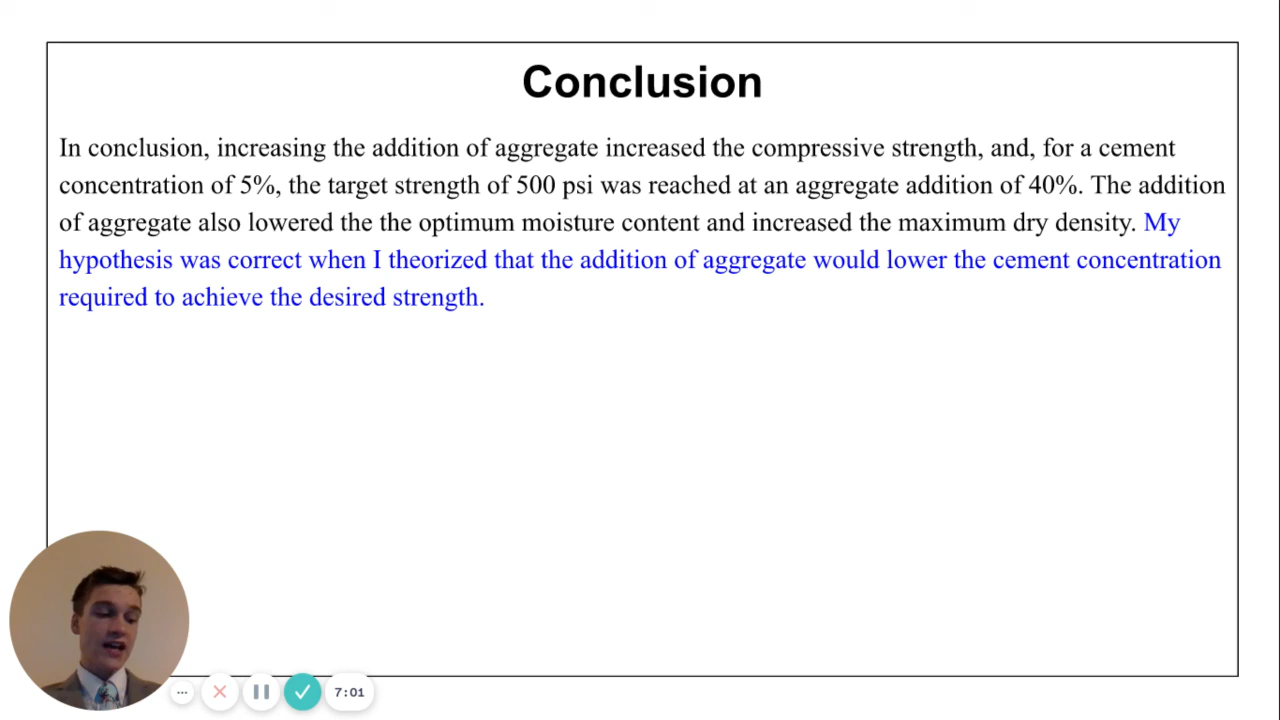 Conclusion
In conclusion, increasing the addition of aggregate increased the compressive strength, and, for a cement
concentration of 5%, the target strength of 500 psi was reached at an aggregate addition of 40%. The addition
of aggregate also lowered the the optimum moisture content and increased the maximum dry density. My
hypothesis was correct when I theorized that the addition of aggregate would lower the cement concentration
required to achieve the desired strength.
7:01